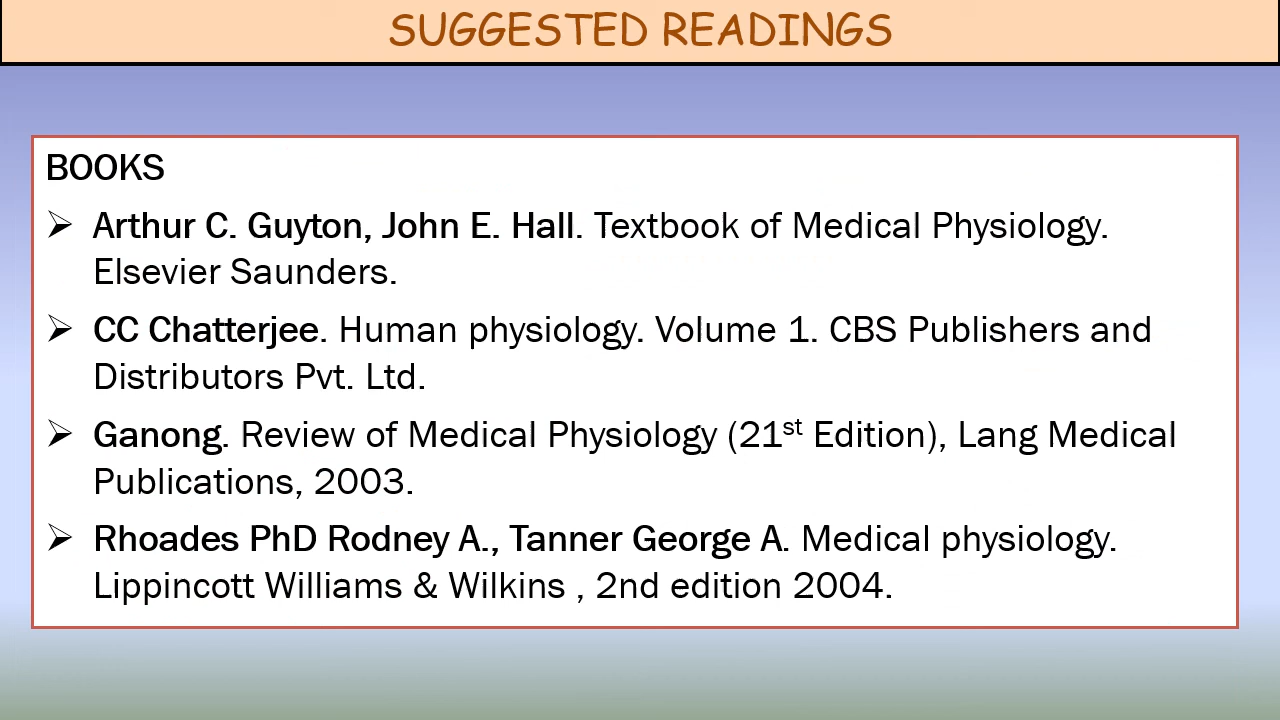 SUGGESTED READINGS
BOOKS
➢ Arthur C. Guyton, John E. Hall. Textbook of Medical Physiology.
Elsevier Saunders.
➢ CC Chatterjee. Human physiology. Volume 1. CBS Publishers and
Distributors Pvt. Ltd.
➢ Ganong. Review of Medical Physiology (21st Edition), Lang Medical
Publications, 2003.
➢ Rhoades PhD Rodney A., Tanner George A. Medical physiology.
Lippincott Williams & Wilkins , 2nd edition 2004.